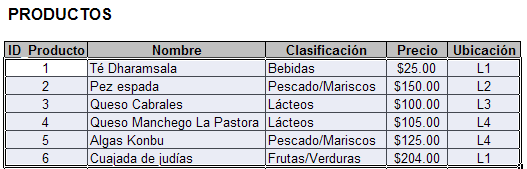 PRODUCTOS
ID_Producto Nombre Clasificación Precio Ubicación
1 Té Dharamsala Bebidas $25.00 L1
2 Pez espada Pescado/Mariscos $150.00 L2
3 Queso Cabrales Lácteos $100.00 L3
4 Queso Manchego La Pastora Lácteos $105.00 L4
5 Algas Konbu Pescado/Mariscos $125.00 L4
6 Cuajada de judías Frutas/Verduras $204.00 L1